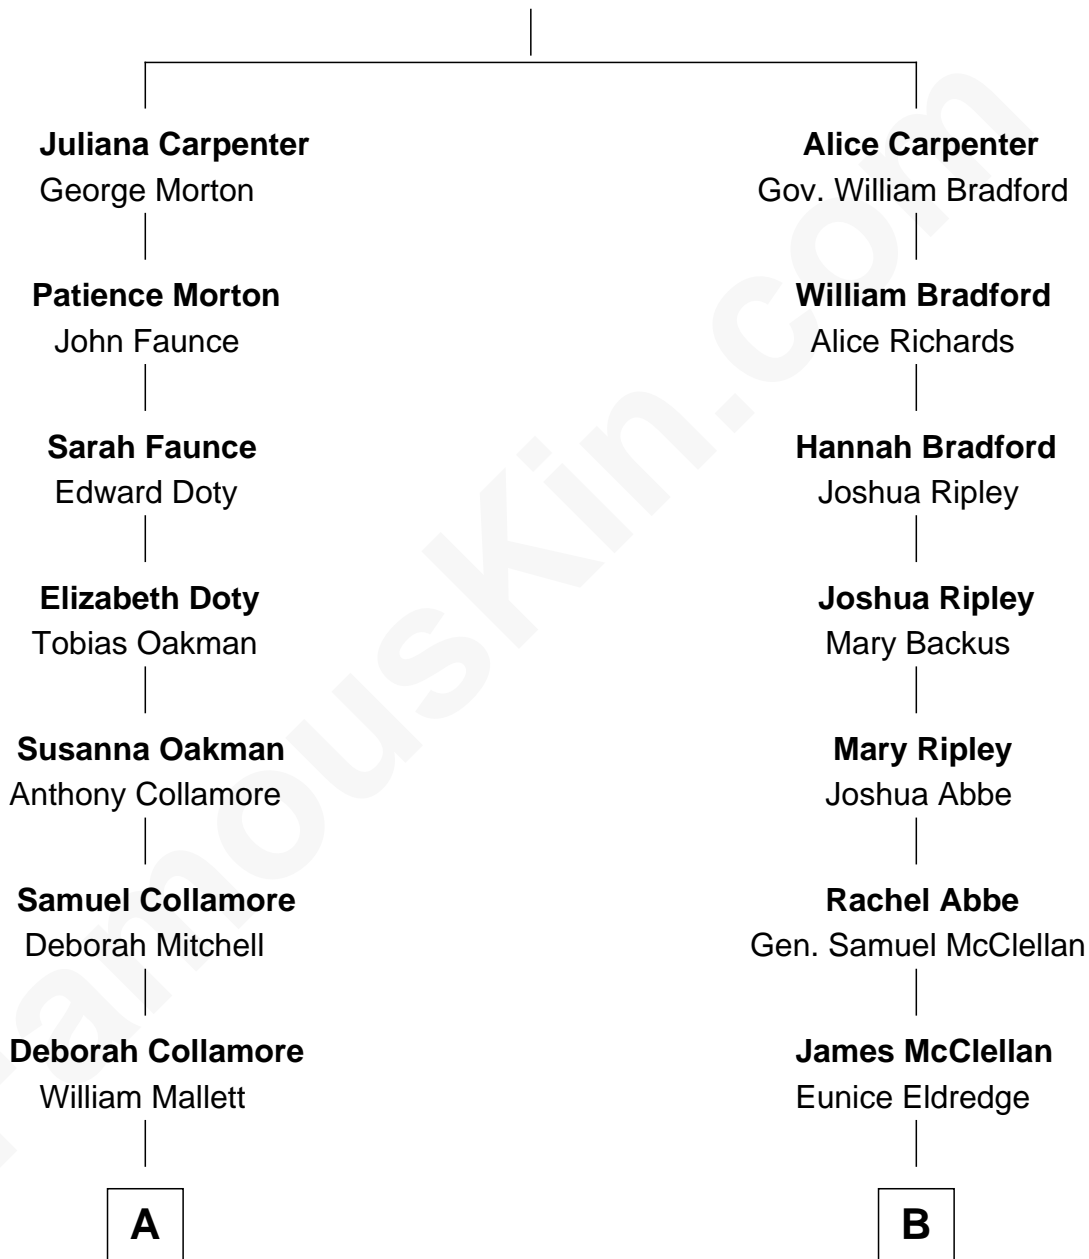 Juliana Carpenter
George Morton
Alice Carpenter
Gov. William Bradford
Patience Morton
John Faunce
William Bradford
Alice Richards
Sarah Faunce
Edward Doty
Hannah Bradford
Joshua Ripley
Elizabeth Doty
Tobias Oakman
Joshua Ripley
Mary Backus
Susanna Oakman
Anthony Collamore
Mary Ripley
Joshua Abbe
Samuel Collamore
Deborah Mitchell
Rachel Abbe
Gen. Samuel McClellan
Deborah Collamore
William Mallett
James McClellan
Eunice Eldredge
A
B
FamousKin.com